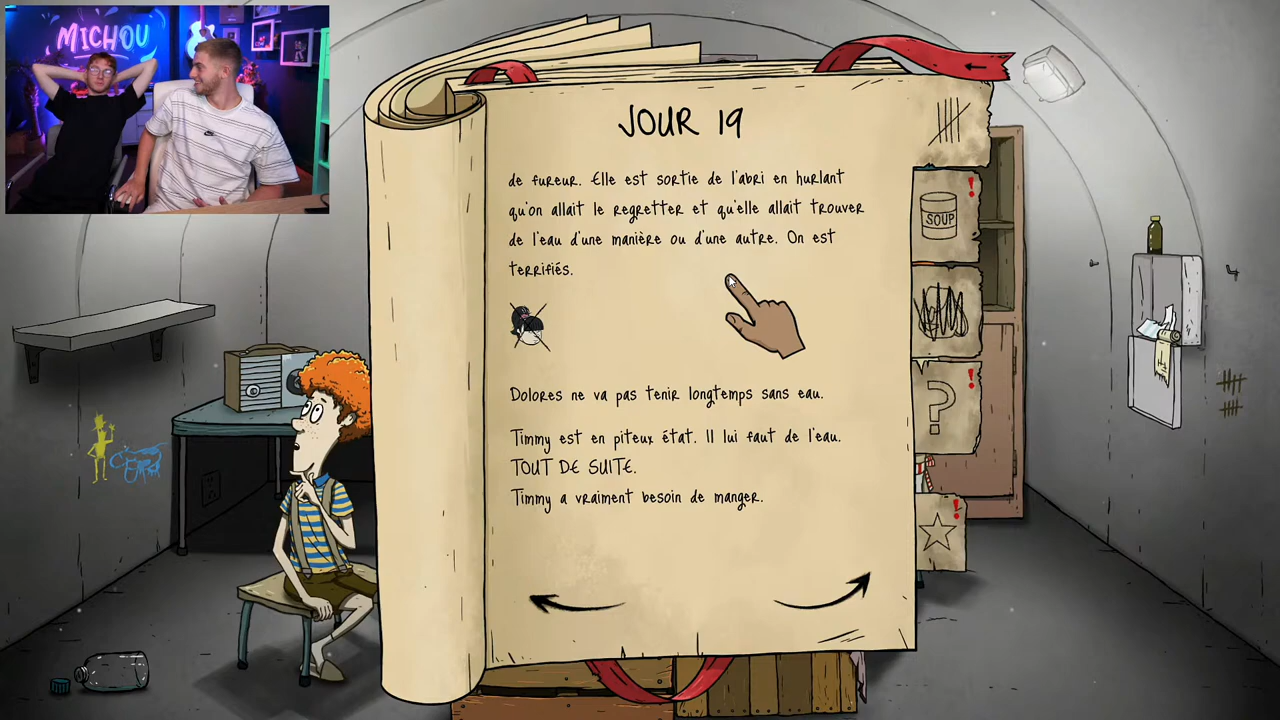 MICHOU
JOUR 19
de fureur. Elle est sortie de l'abri en hurlant
qu'on allait le regretter et qu'elle allait trouver
de l'eau d'une manière ou d'une autre. On est
terrifiés.
Dolores ne va pas tenir longtemps sans eau.
Timmy est en piteux état. Il lui faut de l'eau.
TOUT DE SUITE.
Timmy a vraiment besoin de manger.
!
SOUP
!
?
!